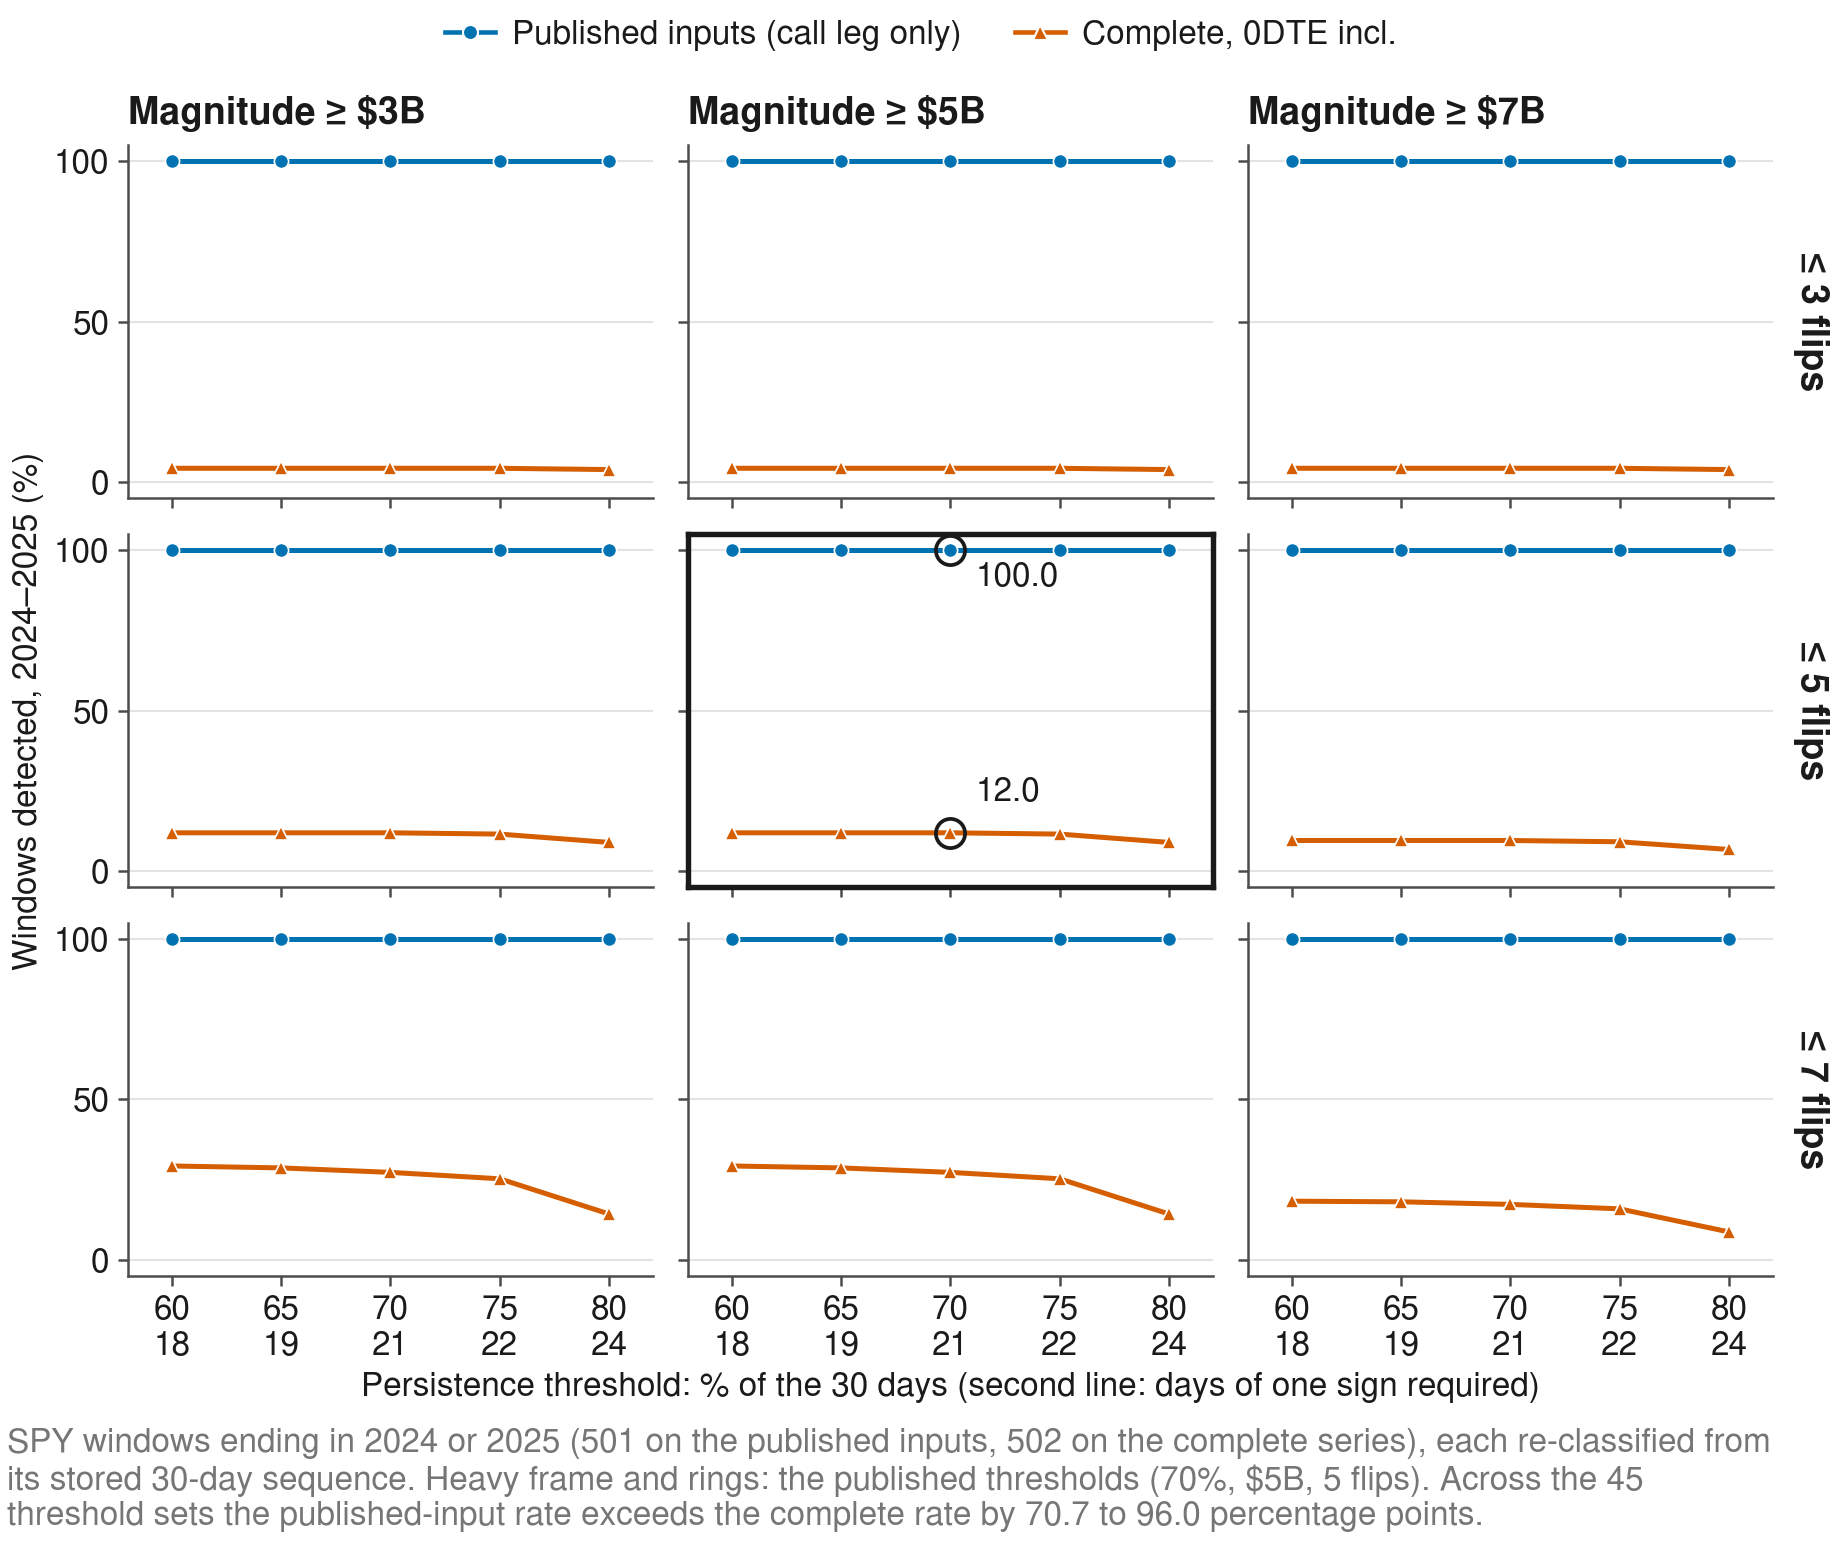 Published inputs (call leg only) Complete, 0DTE incl.
Magnitude ≥ $3B Magnitude ≥ $5B Magnitude ≥ $7B
100
50
0
≤ 3 flips
Windows detected, 2024–2025 (%)
100
50
0
100.0
12.0
≤ 5 flips
100
50
0
≤ 7 flips
60 65 70 75 80 60 65 70 75 80 60 65 70 75 80
18 19 21 22 24 18 19 21 22 24 18 19 21 22 24
Persistence threshold: % of the 30 days (second line: days of one sign required)
SPY windows ending in 2024 or 2025 (501 on the published inputs, 502 on the complete series), each re-classified from
its stored 30-day sequence. Heavy frame and rings: the published thresholds (70%, $5B, 5 flips). Across the 45
threshold sets the published-input rate exceeds the complete rate by 70.7 to 96.0 percentage points.